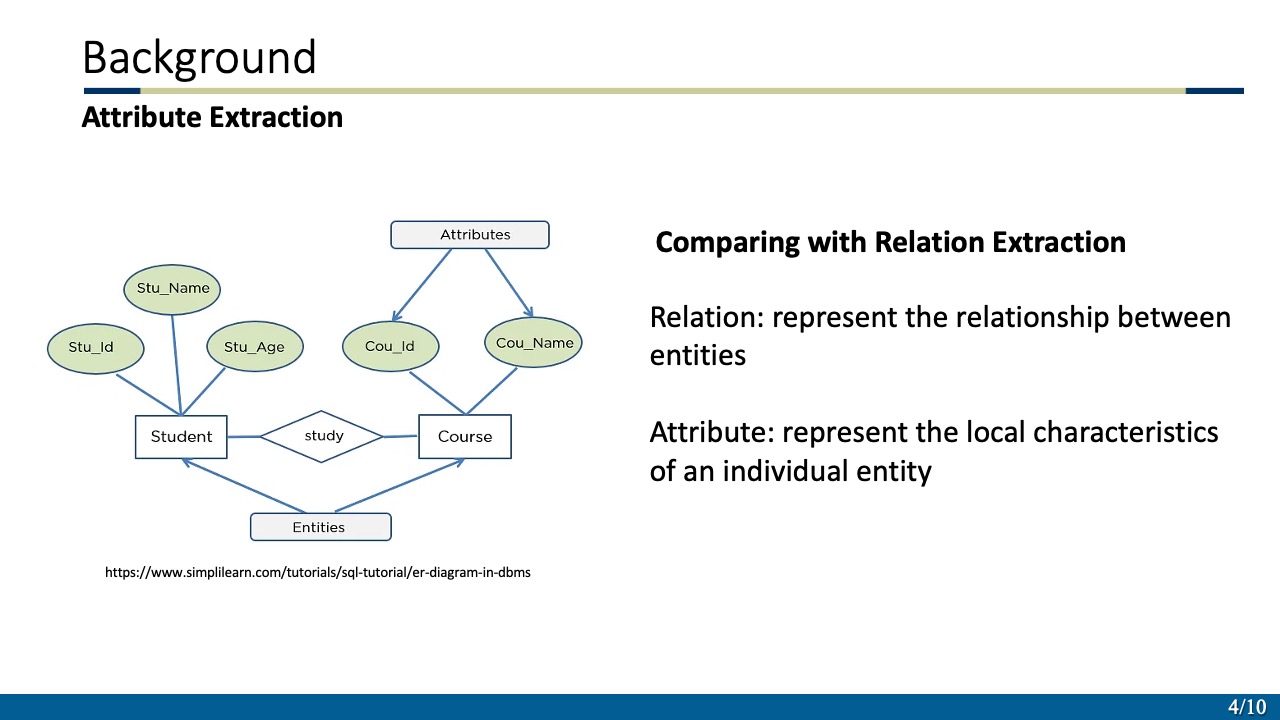 Background
Attribute Extraction
Attributes
Stu_Name
Stu_Id
Stu_Age
Cou_Id
Cou_Name
Student
study
Course
Entities
https://www.simplilearn.com/tutorials/sql-tutorial/er-diagram-in-dbms
Comparing with Relation Extraction
Relation: represent the relationship between
entities
Attribute: represent the local characteristics
of an individual entity
4/10